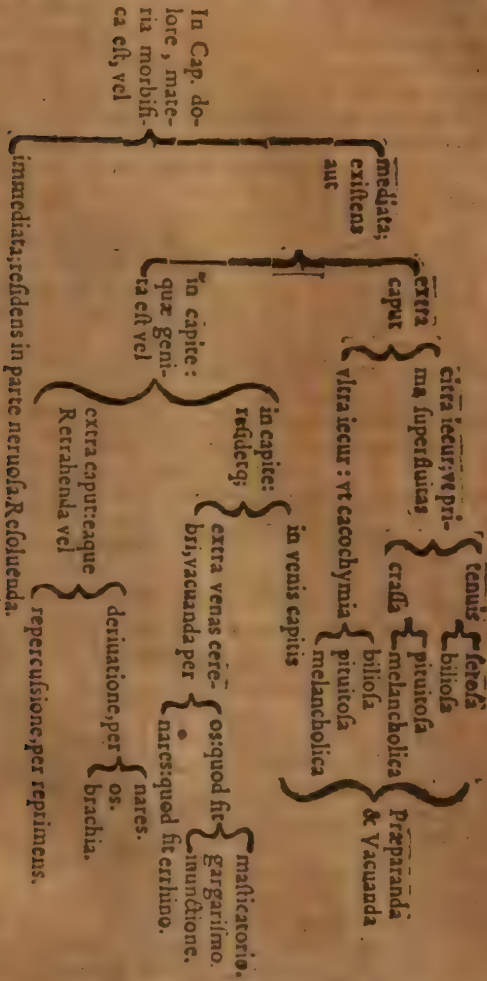 In Cap. do-
lore, mate-
ria morbifi-
ca eſt, vel
mediata;
exiſtens
aut
extra
caput
citra iecur; vt pri-
ma ſuperfluitas
tenuis
ſeroſa
bilioſa
craſſa
pituitoſa
melancholica
vltra iecur : vt cacochymia
bilioſa
pituitoſa
melancholica
Præparanda
& Vacuanda
in capite :
quæ geni-
ta eſt vel
in capite:
reſidetq;
in venis capitis
extra venas cere-
bri, vacuanda per
os: quod fit
maſticatorio.
gargariſmo.
inunctione.
nares: quod fit errhino.
extra caput: eaque
Retrahenda vel
deriuatione, per
nares.
os.
brachia.
repercuſsione, per reprimens.
immediata; reſidens in parte neruoſa. Reſoluenda.